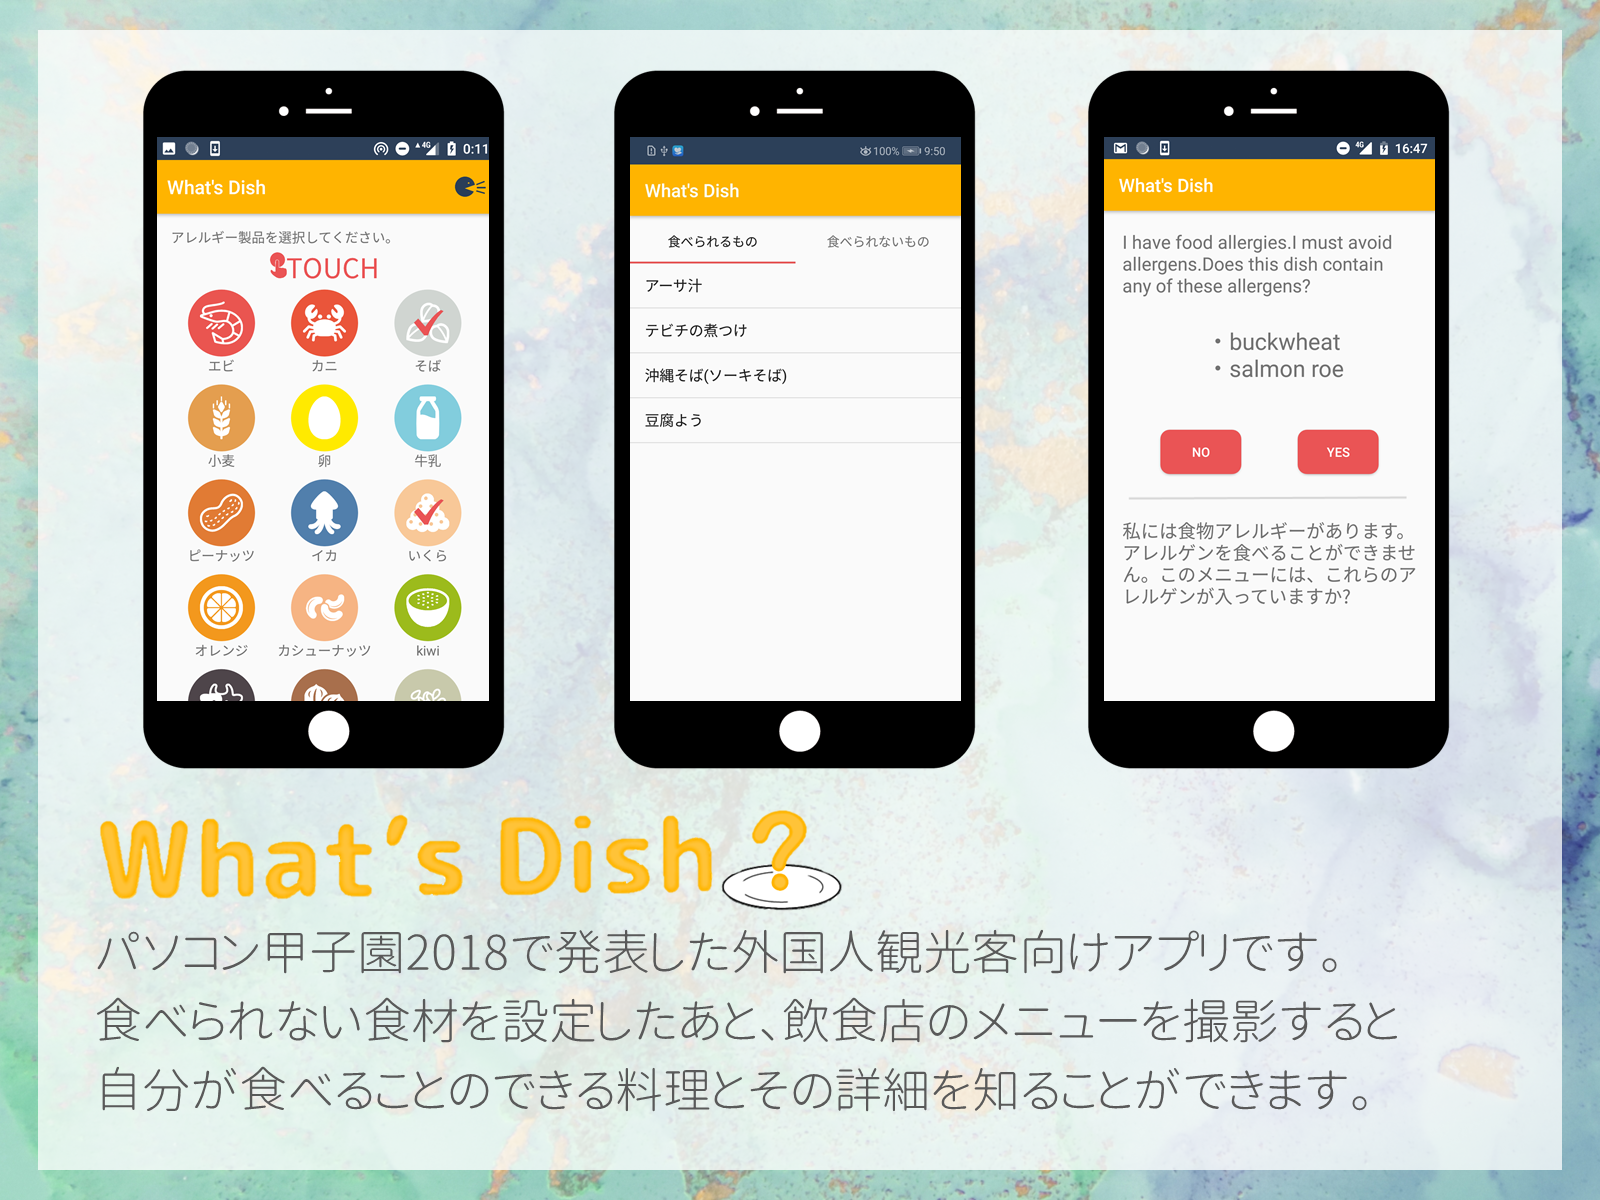 0:11
What's Dish
アレルギー製品を選択してください。
TOUCH
エビ カニ そば
小麦 卵 牛乳
ピーナッツ イカ いくら
オレンジ カシューナッツ kiwi
100% 9:50
What's Dish
食べられるもの 食べられないもの
アーサ汁
テビチの煮つけ
沖縄そば(ソーキそば)
豆腐よう
4G 16:47
What's Dish
I have food allergies.I must avoid
allergens.Does this dish contain
any of these allergens?
・buckwheat
・salmon roe
NO YES
私には食物アレルギーがあります。
アレルゲンを食べることができませ
ん。このメニューには、これらのア
レルゲンが入っていますか?
What's Dish?
パソコン甲子園2018で発表した外国人観光客向けアプリです。
食べられない食材を設定したあと、飲食店のメニューを撮影すると
自分が食べることのできる料理とその詳細を知ることができます。